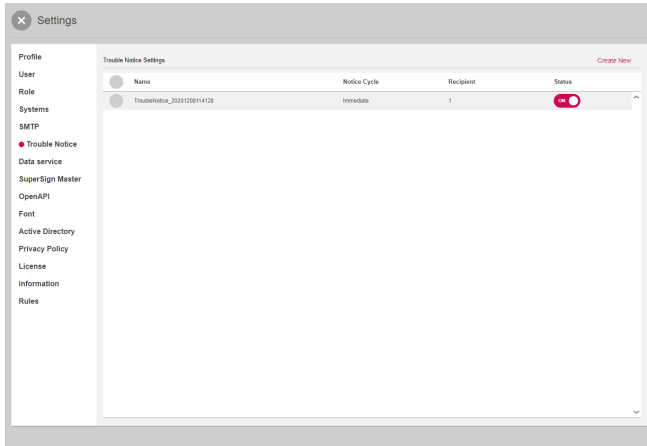 Settings
Profile
User
Role
Systems
SMTP
Trouble Notice
Data service
SuperSign Master
OpenAPI
Font
Active Directory
Privacy Policy
License
Information
Rules
Trouble Notice Settings
Create New
Name Notice Cycle Recipient Status
TroubleNotice_20201208114128 Immediate 1 ON